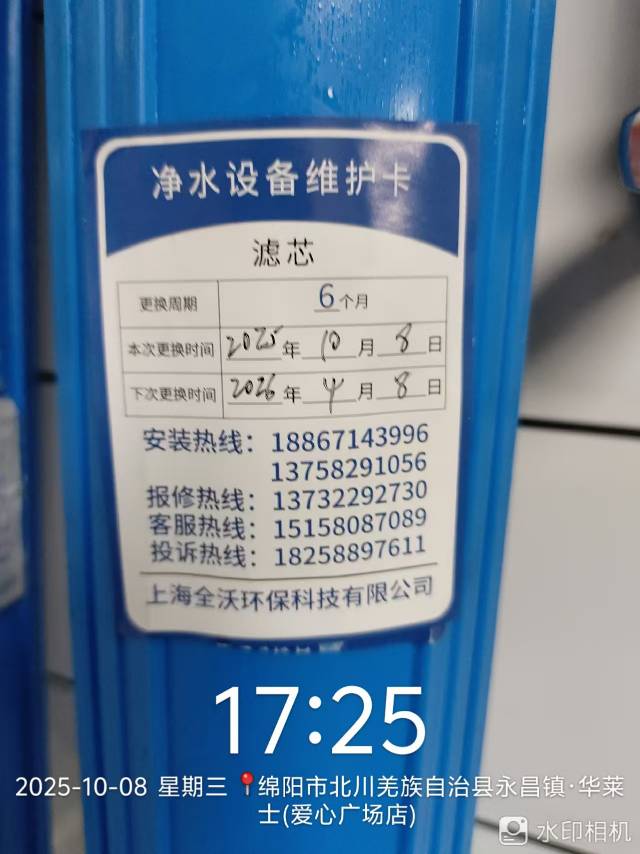 净水设备维护卡
滤芯
更换周期 6个月
本次更换时间 2025年10月8日
下次更换时间 2026年4月8日
安装热线：18867143996
13758291056
报修热线：13732292730
客服热线：15158087089
投诉热线：18258897611
上海全沃环保科技有限公司
17:25
2025-10-08 星期三 绵阳市北川羌族自治县永昌镇·华莱
士(爱心广场店)
水印相机